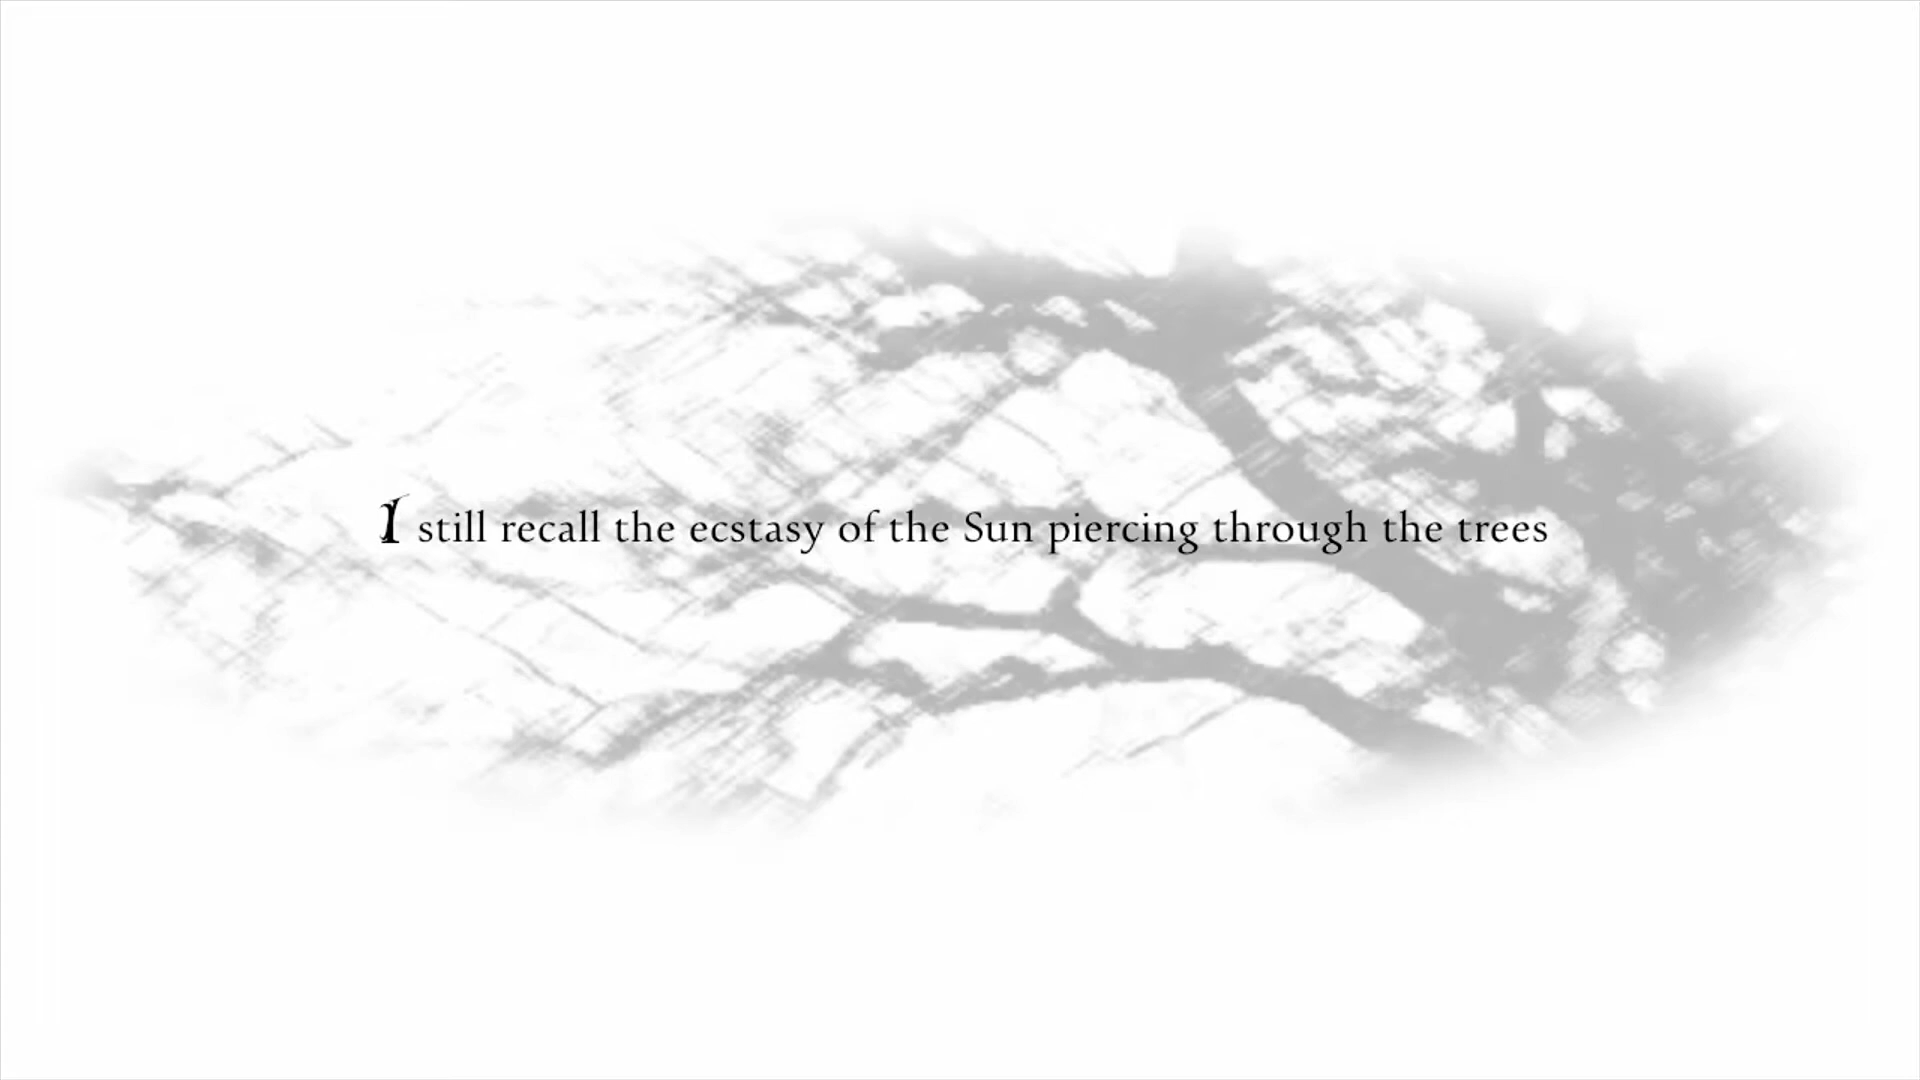 I still recall the ecstasy of the Sun piercing through the trees